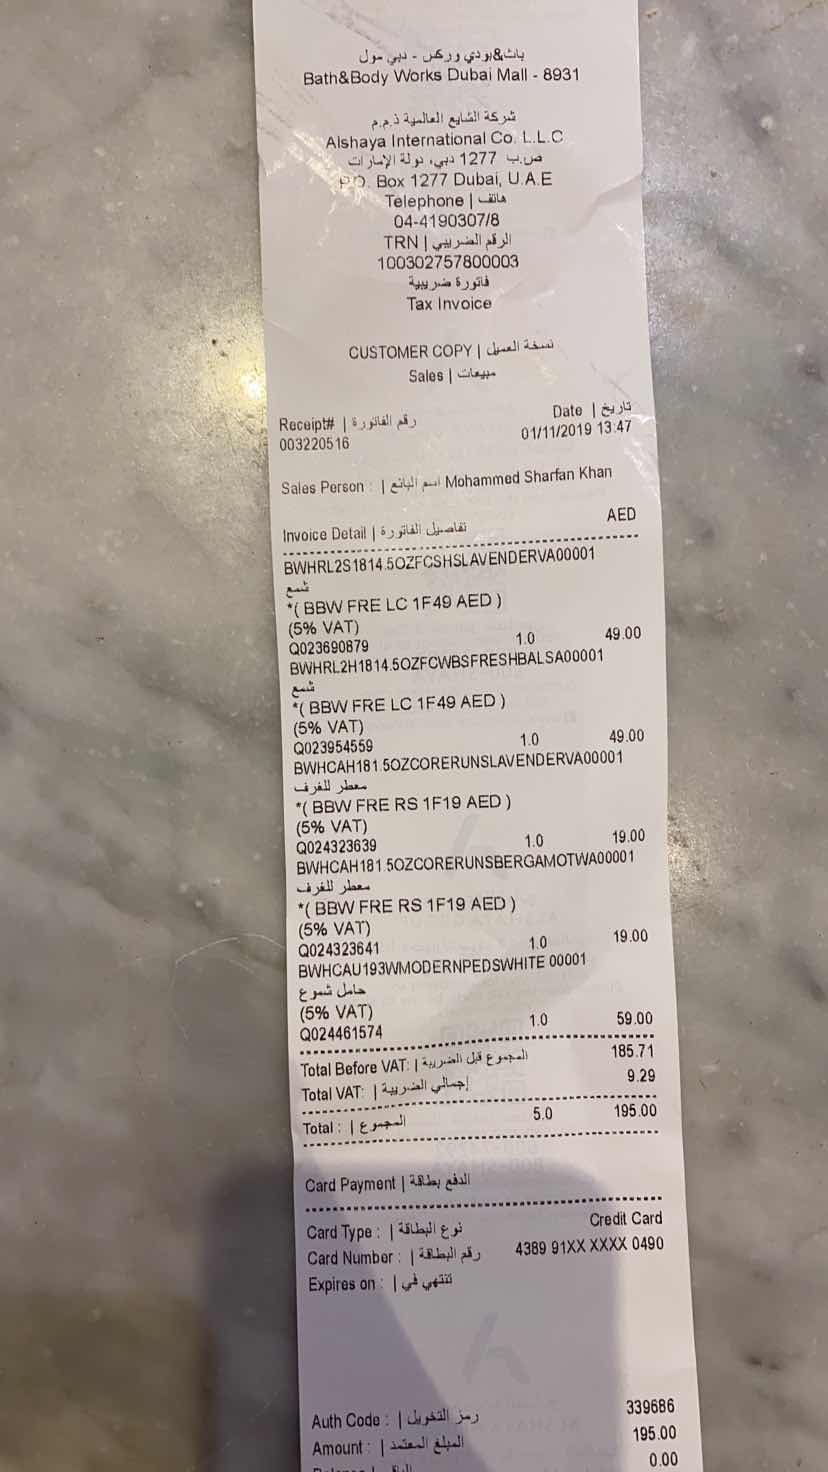 باث&بودي وركس - دبي مول
Bath&Body Works Dubai Mall - 8931
شركة الشايع العالمية ذ.م.م
Alshaya International Co. L.L.C
ص.ب 1277 دبي، دولة الإمارات
P.O. Box 1277 Dubai, U.A.E
Telephone | هاتف
04-4190307/8
TRN | الرقم الضريبي
100302757800003
فاتورة ضريبية
Tax Invoice
CUSTOMER COPY | نسخة العميل
Sales | مبيعات
Receipt# | رقم الفاتورة Date | تاريخ
003220516 01/11/2019 13:47
Sales Person : | اسم البائع Mohammed Sharfan Khan
Invoice Detail | تفاصيل الفاتورة AED
BWHRL2S1814.5OZFCSHSLAVENDERVA00001
شمع
*( BBW FRE LC 1F49 AED )
(5% VAT)
Q023690879 1.0 49.00
BWHRL2H1814.5OZFCWBSFRESHBALSA00001
شمع
*( BBW FRE LC 1F49 AED )
(5% VAT)
Q023954559 1.0 49.00
BWHCAH181.5OZCORERUNSLAVENDERVA00001
معطر للغرف
*( BBW FRE RS 1F19 AED )
(5% VAT)
Q024323639 1.0 19.00
BWHCAH181.5OZCORERUNSBERGAMOTWA00001
معطر للغرف
*( BBW FRE RS 1F19 AED )
(5% VAT)
Q024323641 1.0 19.00
BWHCAU193WMODERNPEDSWHITE 00001
حامل شموع
(5% VAT)
Q024461574 1.0 59.00
Total Before VAT: | المجموع قبل الضريبة 185.71
Total VAT: | إجمالي الضريبة 9.29
Total : | المجموع 5.0 195.00
Card Payment | الدفع بطاقة
Card Type : | نوع البطاقة Credit Card
Card Number : | رقم البطاقة 4389 91XX XXXX 0490
Expires on : | تنتهي في
Auth Code : | رمز التخويل 339686
Amount : | المبلغ المعتمد 195.00
0.00